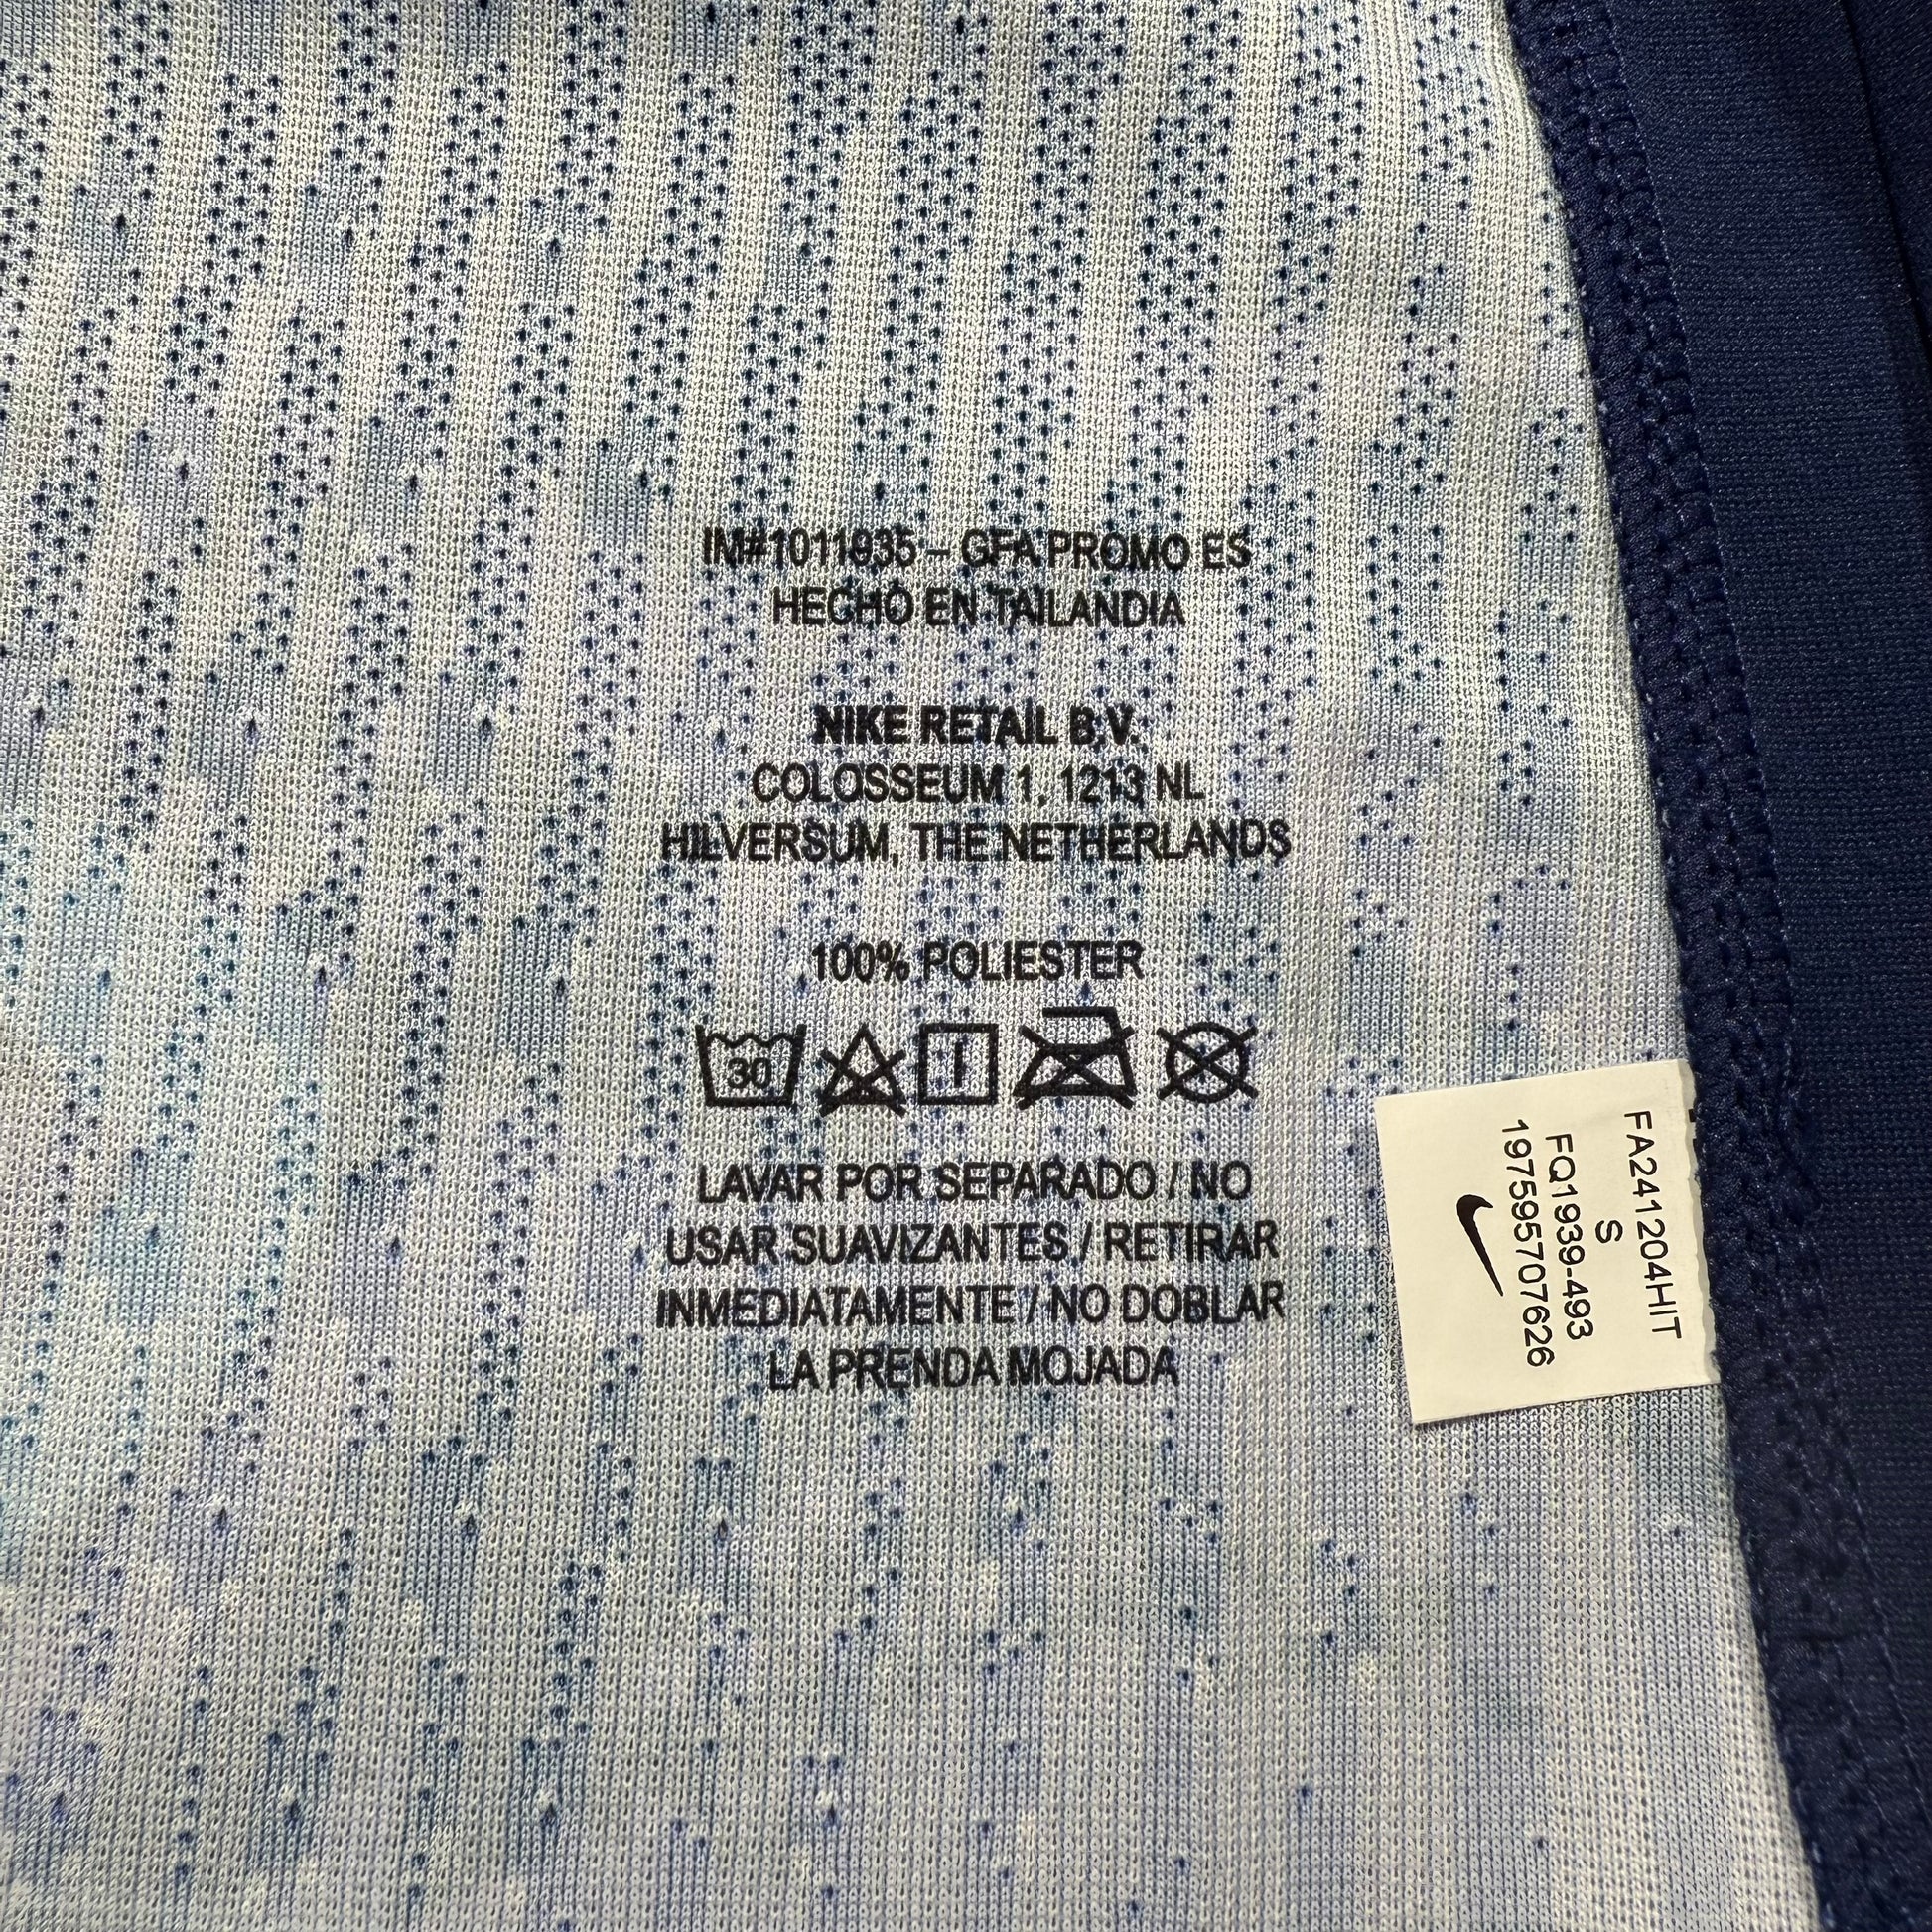 IM#1011935 – GFA PROMO ES
HECHO EN TAILANDIA
NIKE RETAIL B.V.
COLOSSEUM 1, 1213 NL
HILVERSUM, THE NETHERLANDS
100% POLIESTER
30
LAVAR POR SEPARADO / NO
USAR SUAVIZANTES / RETIRAR
INMEDIATAMENTE / NO DOBLAR
LA PRENDA MOJADA
FA241204HIT
S
FQ1939-493
197595707626